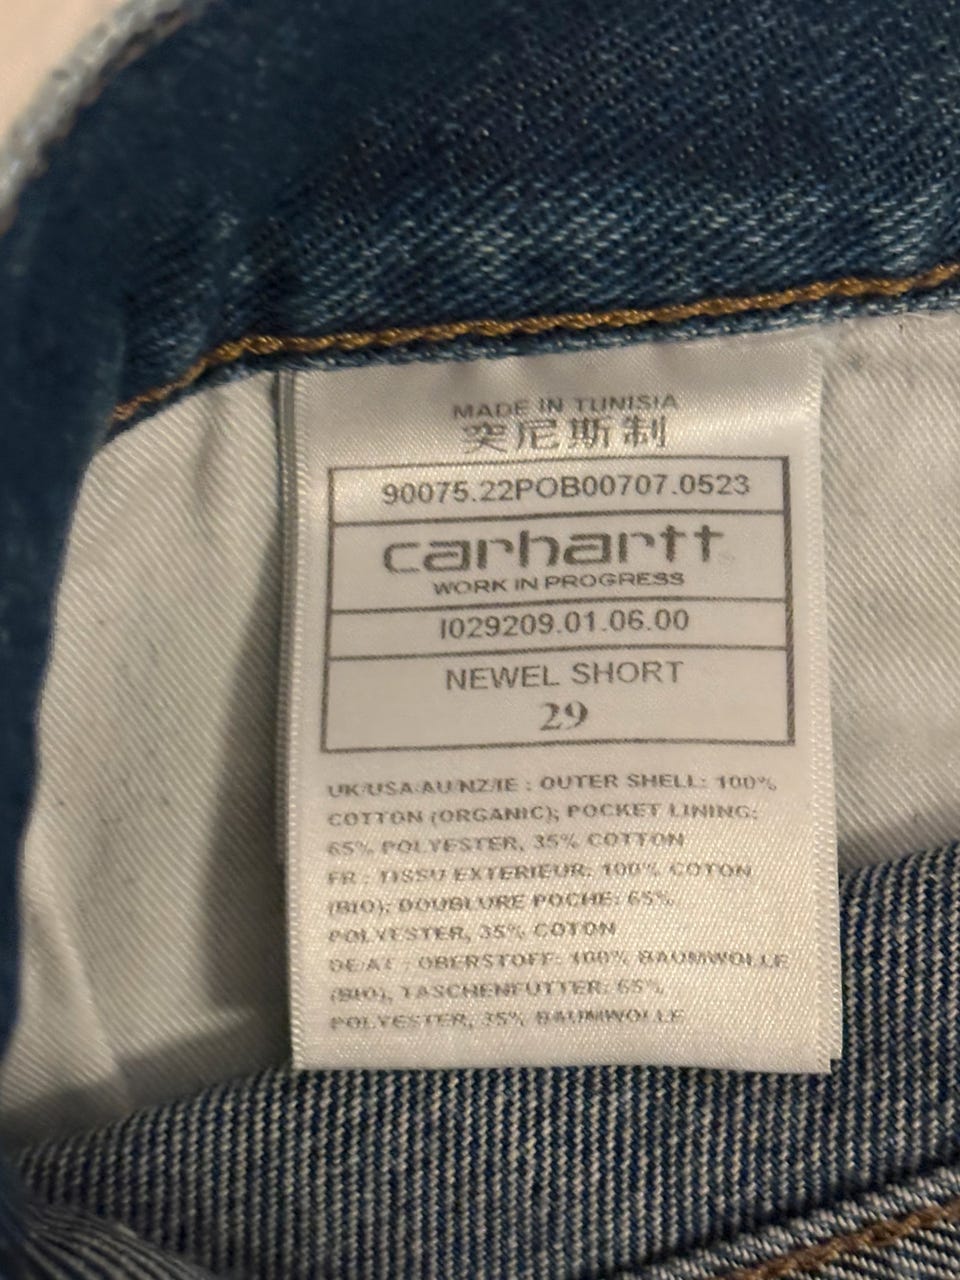 MADE IN TUNISIA
突尼斯制
90075.22POB00707.0523
carhartt
WORK IN PROGRESS
I029209.01.06.00
NEWEL SHORT
29
UK/USA/AU/NZ/IE : OUTER SHELL: 100%
COTTON (ORGANIC); POCKET LINING:
65% POLYESTER, 35% COTTON
FR : TISSU EXTERIEUR: 100% COTON
(BIO); DOUBLURE POCHE: 65%
POLYESTER, 35% COTON
DE/AT : OBERSTOFF: 100% BAUMWOLLE
(BIO), TASCHENFUTTER: 65%
POLYESTER, 35% BAUMWOLLE